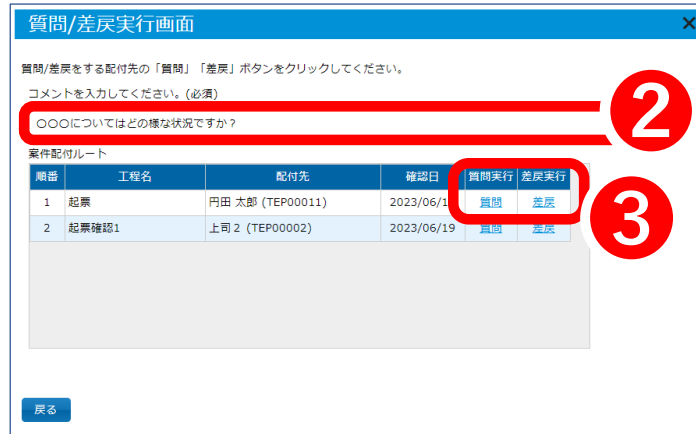 質問/差戻実行画面 ×
質問/差戻をする配付先の「質問」「差戻」ボタンをクリックしてください。
コメントを入力してください。(必須)
○○○についてはどの様な状況ですか？
2
案件配付ルート
順番 工程名 配付先 確認日 質問実行 差戻実行
1 起票 円田 太郎 (TEP00011) 2023/06/1 質問 差戻
2 起票確認1 上司２ (TEP00002) 2023/06/19 質問 差戻
3
戻る